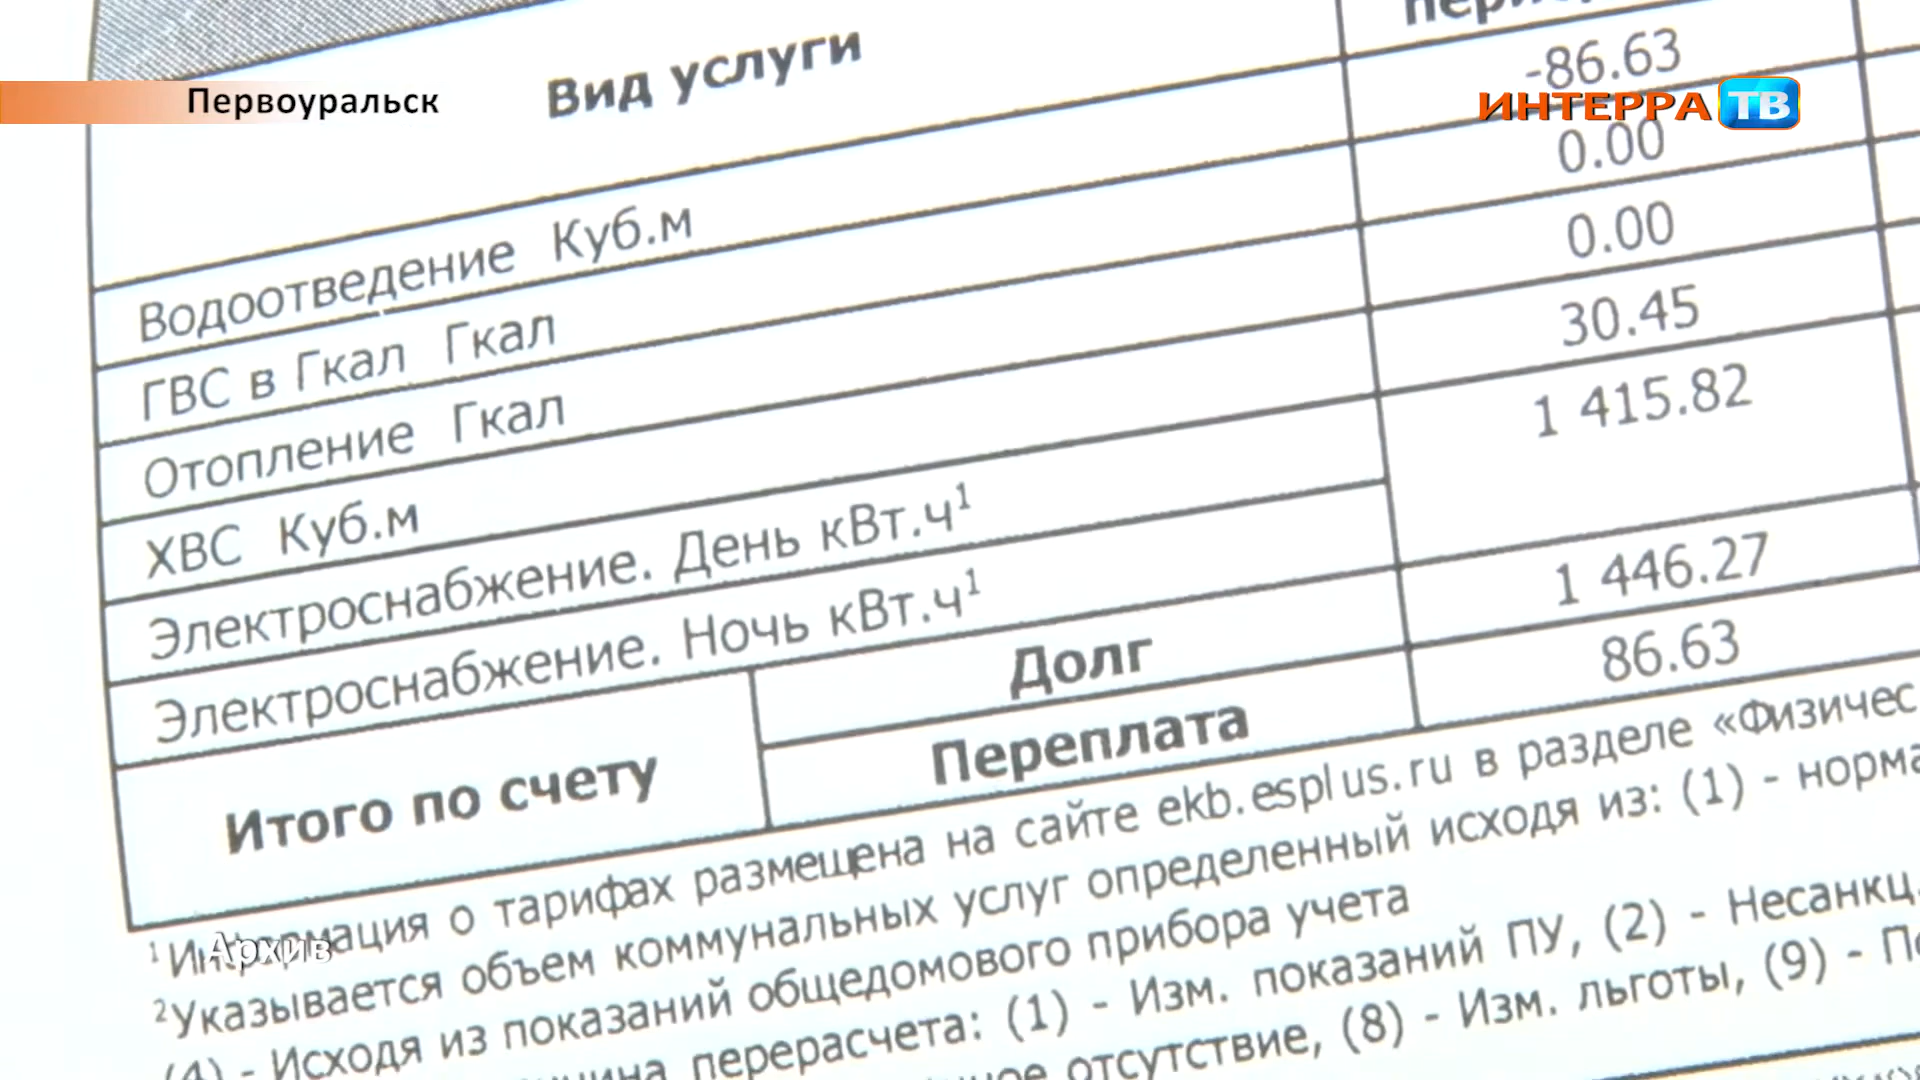 Первоуральск
ИНТЕРРА ТВ
Вид услуги
Водоотведение Куб.м -86.63
ГВС в Гкал Гкал 0.00
Отопление Гкал 0.00
ХВС Куб.м 30.45
Электроснабжение. День кВт.ч¹ 1 415.82
Электроснабжение. Ночь кВт.ч¹
Итого по счету
Долг 1 446.27
Переплата 86.63
¹Информация о тарифах размещена на сайте ekb.esplus.ru в разделе «Физичес
²Указывается объем коммунальных услуг определенный исходя из: (1) - норма
(4) - Исходя из показаний общедомового прибора учета
перерасчета: (1) - Изм. показаний ПУ, (2) - Несанкц.
отсутствие, (8) - Изм. льготы, (9) - П
Архив